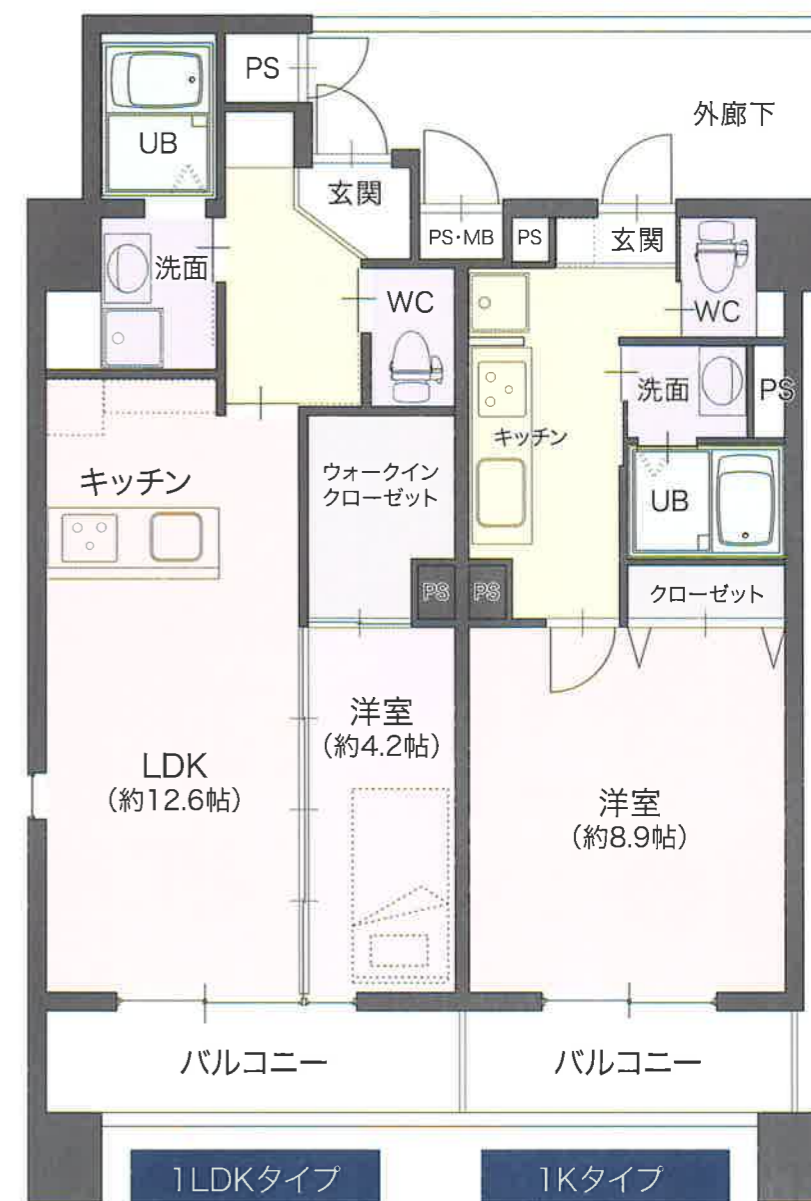 PS
外廊下
UB
玄関
PS・MB
PS
玄関
洗面
WC
WC
洗面
PS
キッチン
ウォークイン
クローゼット
キッチン
UB
PS
PS
クローゼット
洋室
(約4.2帖)
LDK
(約12.6帖)
洋室
(約8.9帖)
バルコニー
バルコニー
1LDKタイプ
1Kタイプ